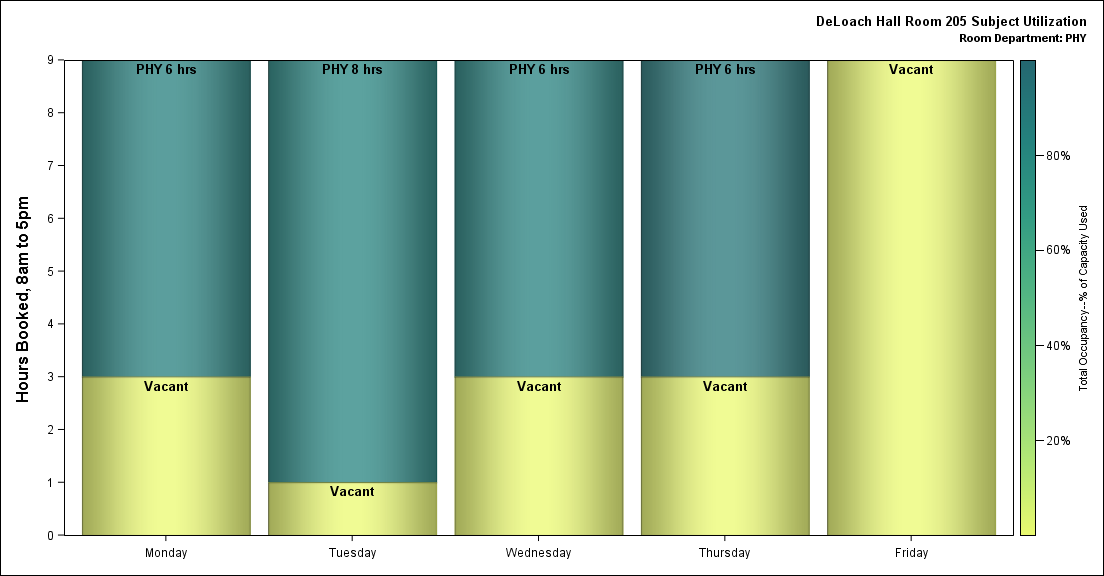 DeLoach Hall Room 205 Subject Utilization
Room Department: PHY
Hours Booked, 8am to 5pm
9
8
7
6
5
4
3
2
1
0
PHY 6 hrs
PHY 8 hrs
PHY 6 hrs
PHY 6 hrs
Vacant
Vacant
Vacant
Vacant
Vacant
Monday
Tuesday
Wednesday
Thursday
Friday
80%
60%
40%
20%
Total Occupancy--% of Capacity Used